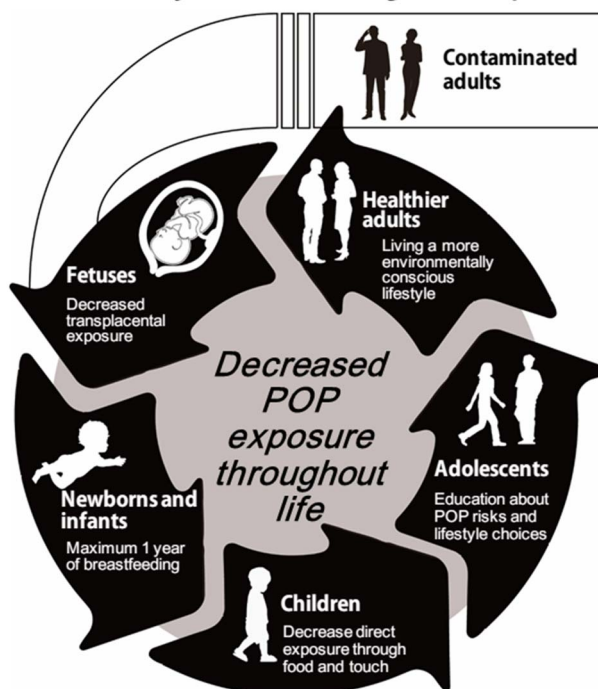 Contaminated
adults
Healthier
adults
Living a more
environmentally
conscious
lifestyle
Fetuses
Decreased
transplacental
exposure
Decreased
POP
exposure
throughout
life
Adolescents
Education about
POP risks and
lifestyle choices
Newborns and
infants
Maximum 1 year
of breastfeeding
Children
Decrease direct
exposure through
food and touch